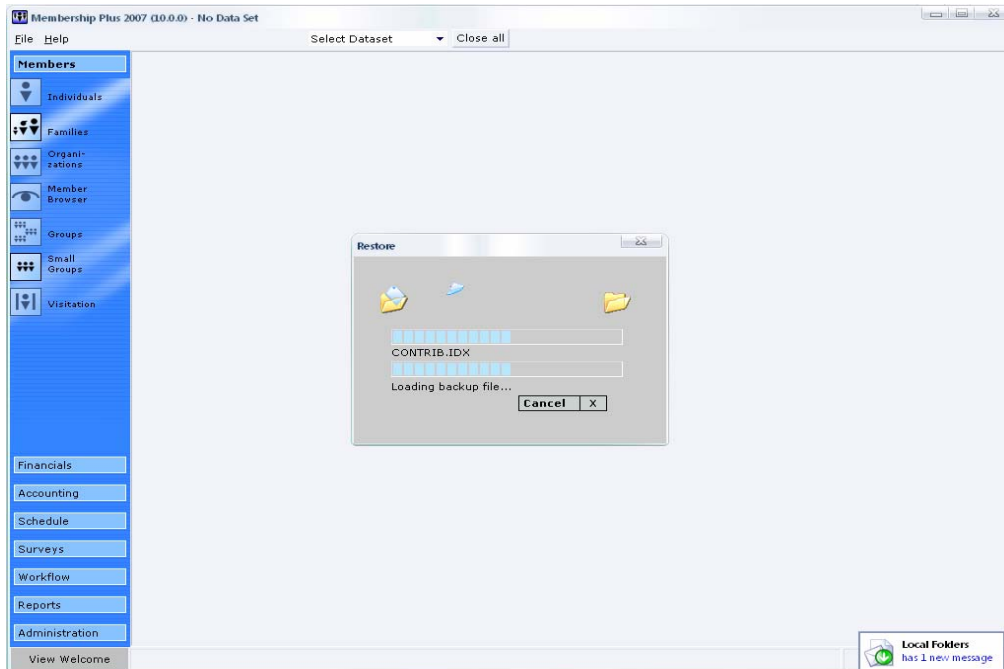 Membership Plus 2007 (10.0.0) - No Data Set
File Help
Select Dataset
Close all
Members
Individuals
Families
Organi-
zations
Member
Browser
Groups
Small
Groups
Visitation
Restore
CONTRIB.IDX
Loading backup file...
Cancel X
Financials
Accounting
Schedule
Surveys
Workflow
Reports
Administration
View Welcome
Local Folders
has 1 new message